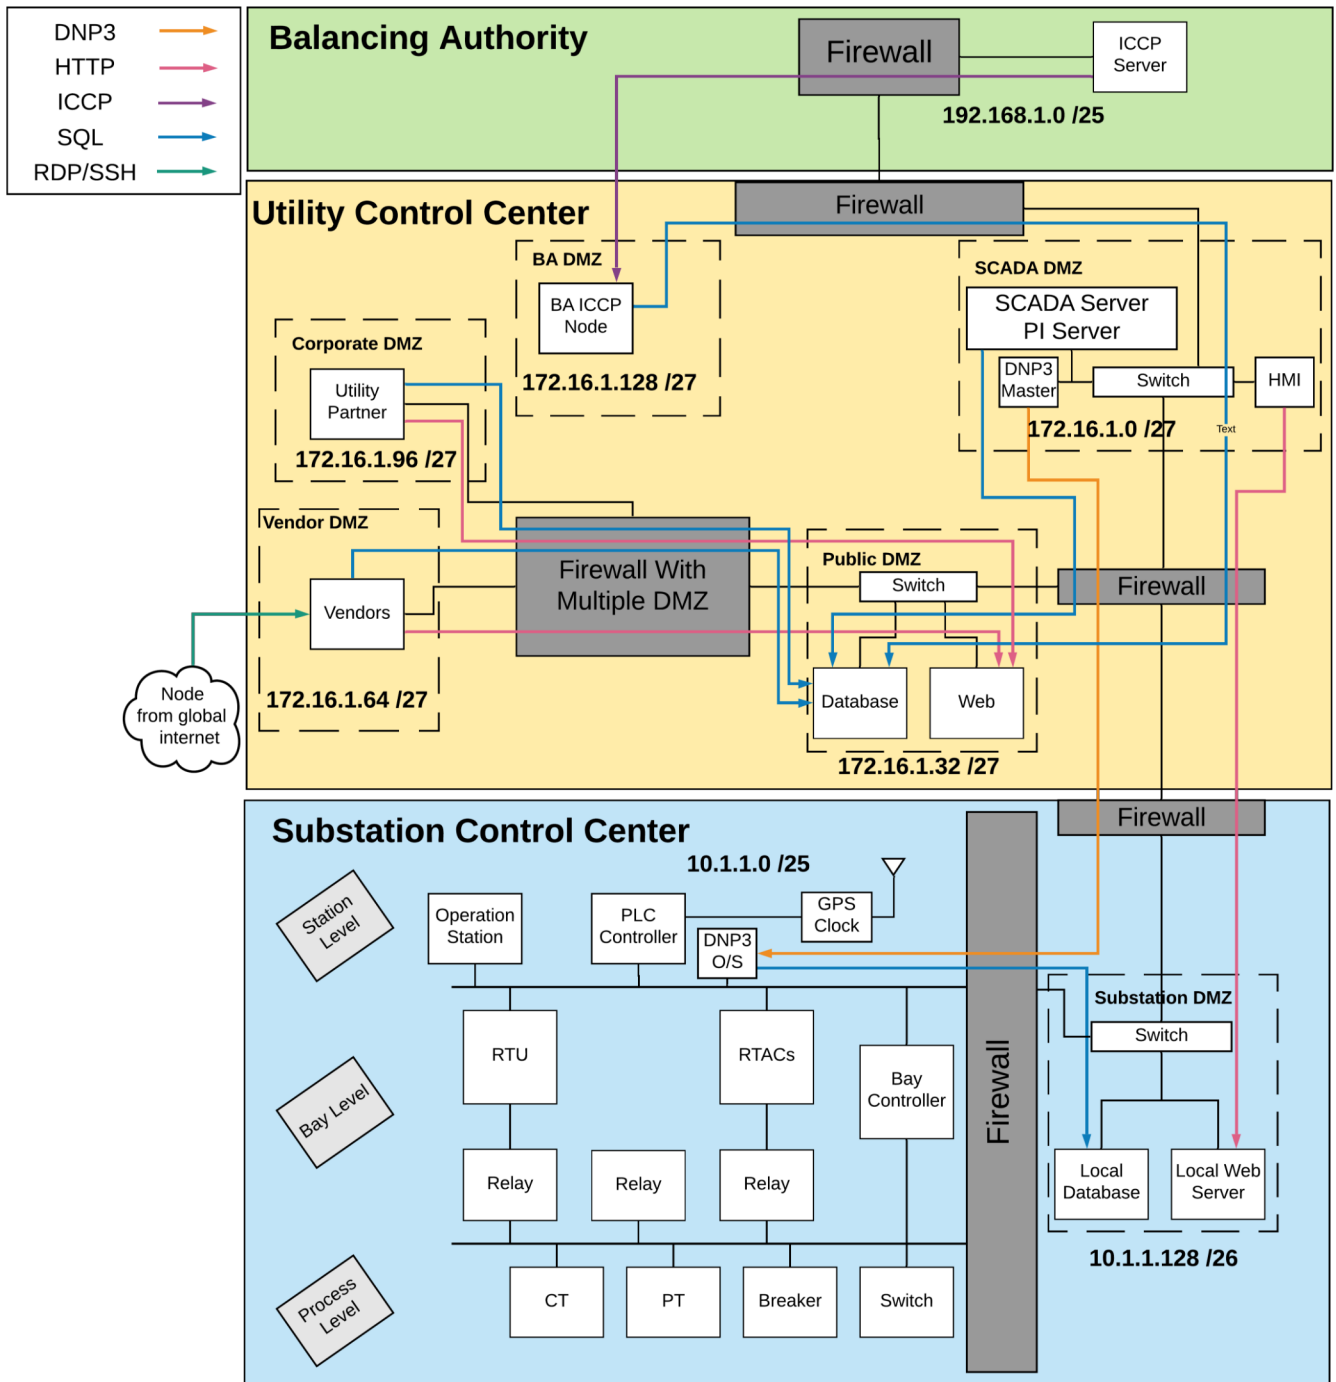 DNP3
HTTP
ICCP
SQL
RDP/SSH
Balancing Authority
Firewall
ICCP
Server
192.168.1.0 /25
Utility Control Center
Firewall
BA DMZ
BA ICCP
Node
172.16.1.128 /27
SCADA DMZ
SCADA Server
PI Server
DNP3
Master
Switch
HMI
172.16.1.0 /27
Text
Corporate DMZ
Utility
Partner
172.16.1.96 /27
Vendor DMZ
Vendors
172.16.1.64 /27
Node
from global
internet
Firewall With
Multiple DMZ
Public DMZ
Switch
Database
Web
172.16.1.32 /27
Firewall
Substation Control Center
Firewall
10.1.1.0 /25
Station
Level
Operation
Station
PLC
Controller
GPS
Clock
DNP3
O/S
Bay Level
RTU
RTACs
Bay
Controller
Relay
Relay
Relay
Process
Level
CT
PT
Breaker
Switch
Firewall
Substation DMZ
Switch
Local
Database
Local Web
Server
10.1.1.128 /26